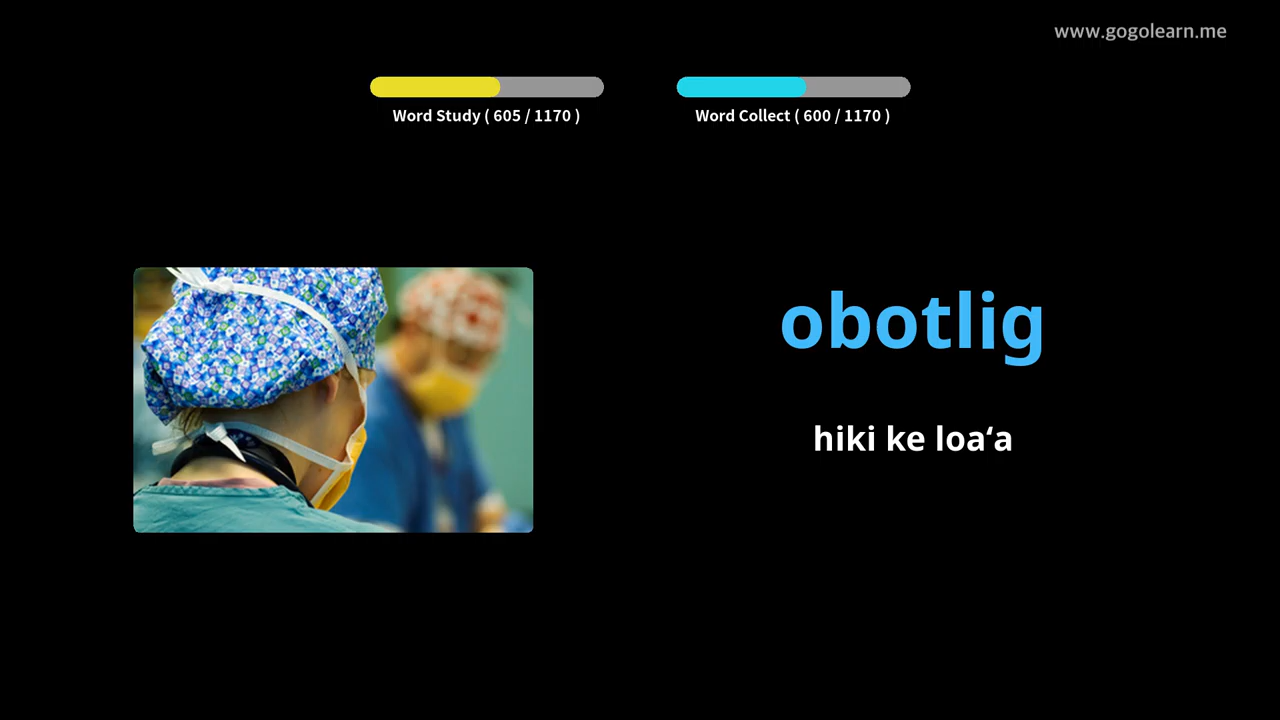 www.gogolearn.me
Word Study ( 605 / 1170 )
Word Collect ( 600 / 1170 )
obotlig
hiki ke loaʻa